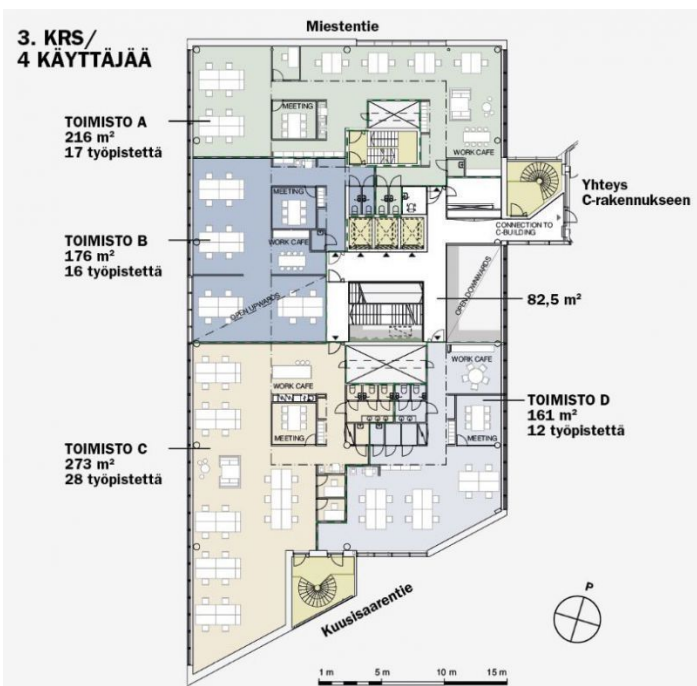 3. KRS/
4 KÄYTTÄJÄÄ
Miestentie
TOIMISTO A
216 m²
17 työpistettä
MEETING
WORK CAFE
Yhteys
C-rakennukseen
CONNECTION TO
C-BUILDING
TOIMISTO B
176 m²
16 työpistettä
MEETING
WORK CAFE
OPEN UPWARDS
OPEN DOWNWARDS
82,5 m²
TOIMISTO C
273 m²
28 työpistettä
WORK CAFE
MEETING
WORK CAFE
MEETING
TOIMISTO D
161 m²
12 työpistettä
Kuusisaarentie
P
1 m 5 m 10 m 15 m